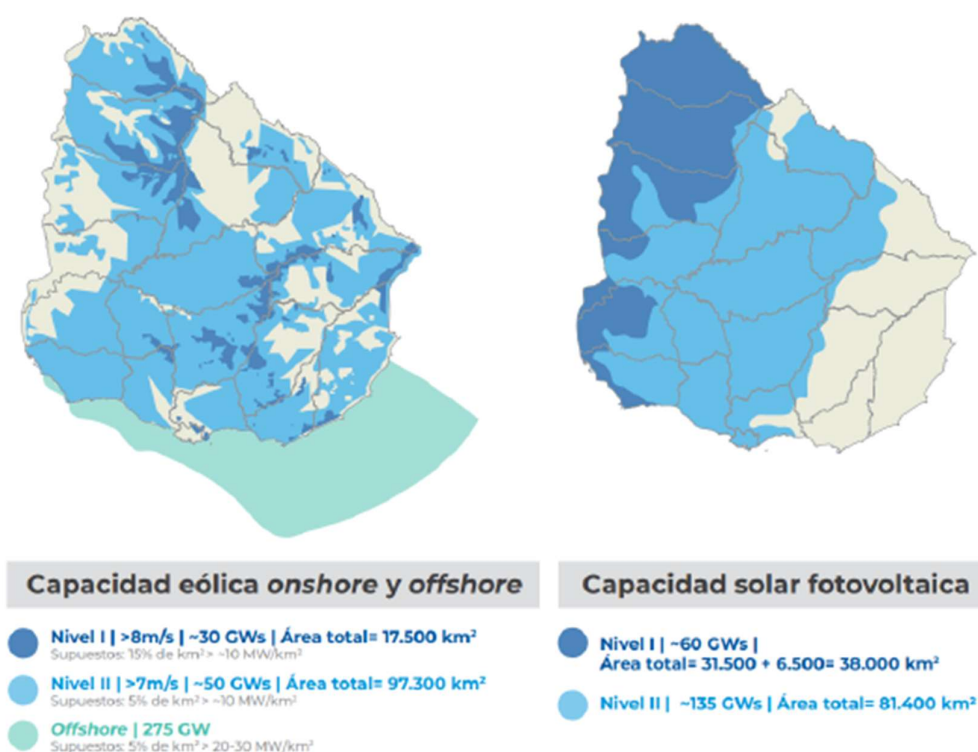 Capacidad eólica onshore y offshore
Nivel I | >8m/s | ~30 GWs | Área total= 17.500 km²
Supuestos: 15% de km² > ~10 MW/km²
Nivel II | >7m/s | ~50 GWs | Área total= 97.300 km²
Supuestos: 5% de km² > ~10 MW/km²
Offshore | 275 GW
Supuestos: 5% de km² > 20-30 MW/km²
Capacidad solar fotovoltaica
Nivel I | ~60 GWs |
Área total= 31.500 + 6.500= 38.000 km²
Nivel II | ~135 GWs | Área total= 81.400 km²